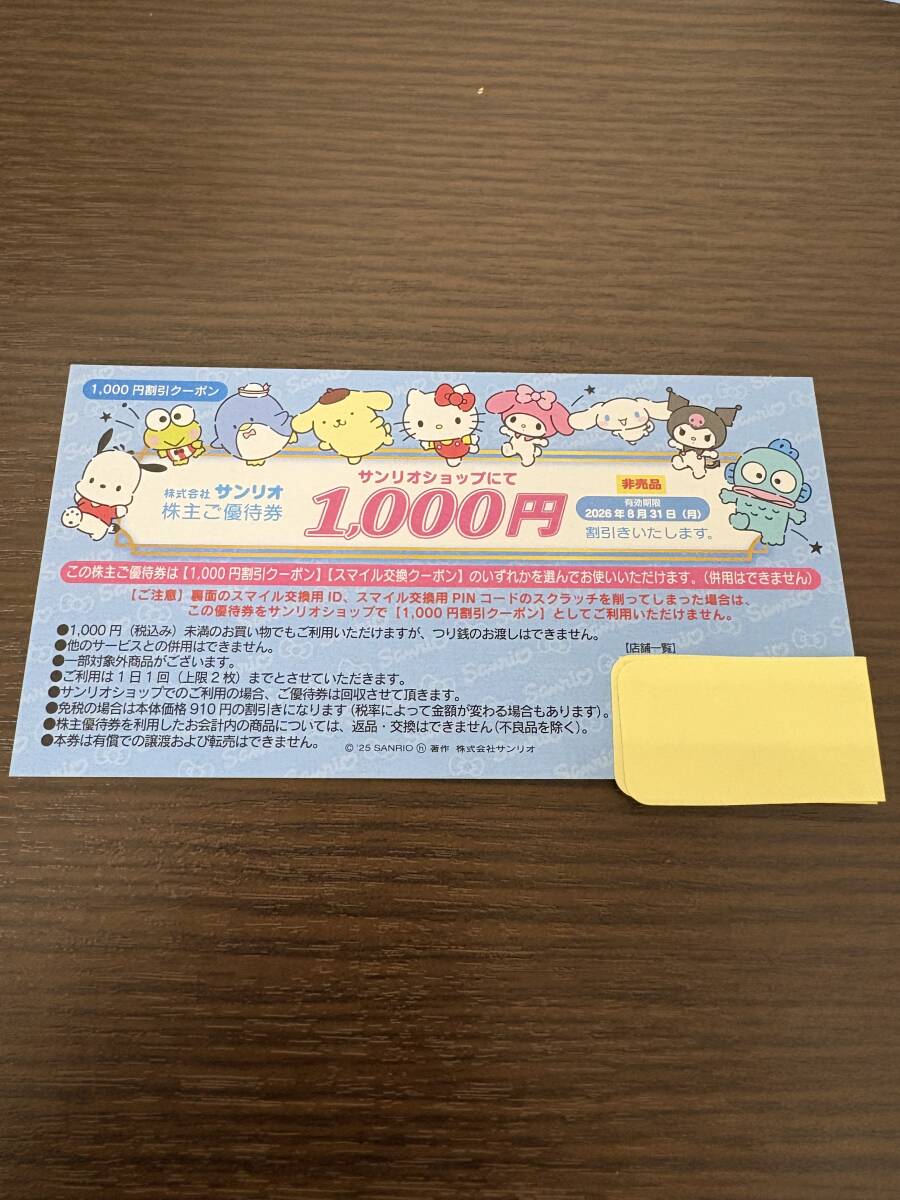 1,000円割引クーポン
株式会社 サンリオ
株主ご優待券
サンリオショップにて
1,000円
非売品
有効期限
2026年8月31日(月)
割引きいたします。
この株主ご優待券は【1,000円割引クーポン】【スマイル交換クーポン】のいずれかを選んでお使いいただけます。(併用はできません)
【ご注意】裏面のスマイル交換用ID、スマイル交換用PINコードのスクラッチを削ってしまった場合は、
この優待券をサンリオショップで【1,000円割引クーポン】としてご利用いただけません。
●1,000円(税込み)未満のお買い物でもご利用いただけますが、つり銭のお渡しはできません。
●他のサービスとの併用はできません。
●一部対象外商品がございます。
●ご利用は1日1回(上限2枚)までとさせていただきます。
●サンリオショップでのご利用の場合、ご優待券は回収させて頂きます。
●免税の場合は本体価格910円の割引きになります(税率によって金額が変わる場合もあります)。
●株主優待券を利用したお会計内の商品については、返品・交換はできません(不良品を除く)。
●本券は有償での譲渡および転売はできません。
© '25 SANRIO ⓗ 著作 株式会社サンリオ
【店舗一覧】